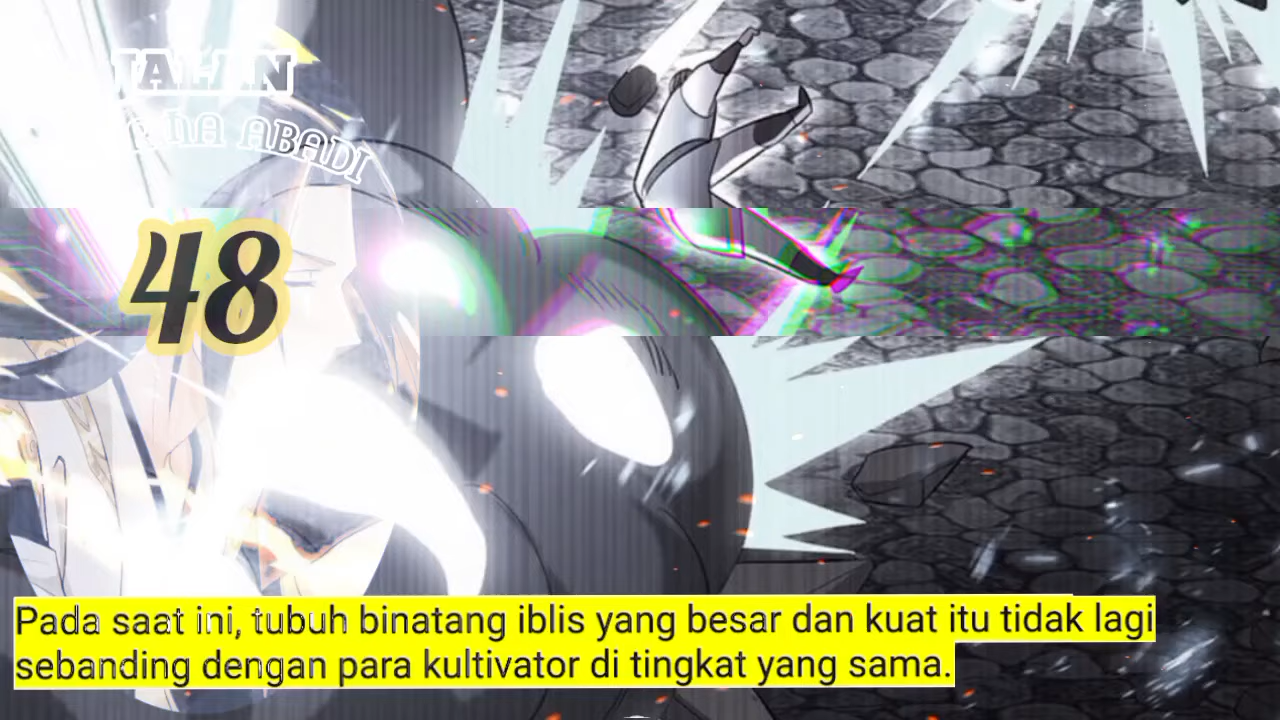 JALIN
ABADI
48
Pada saat ini, tubuh binatang iblis yang besar dan kuat itu tidak lagi
sebanding dengan para kultivator di tingkat yang sama.